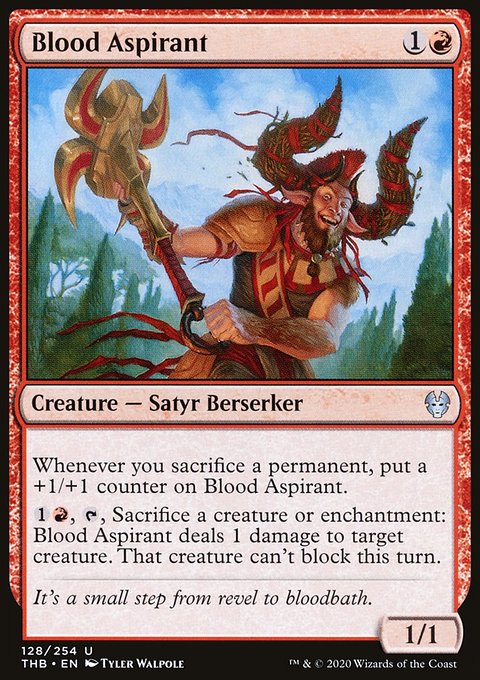 Blood Aspirant 1
Creature — Satyr Berserker
Whenever you sacrifice a permanent, put a
+1/+1 counter on Blood Aspirant.
1, , Sacrifice a creature or enchantment:
Blood Aspirant deals 1 damage to target
creature. That creature can't block this turn.
It's a small step from revel to bloodbath.
1/1
128/254 U
THB • EN Tyler Walpole
™ & © 2020 Wizards of the Coast